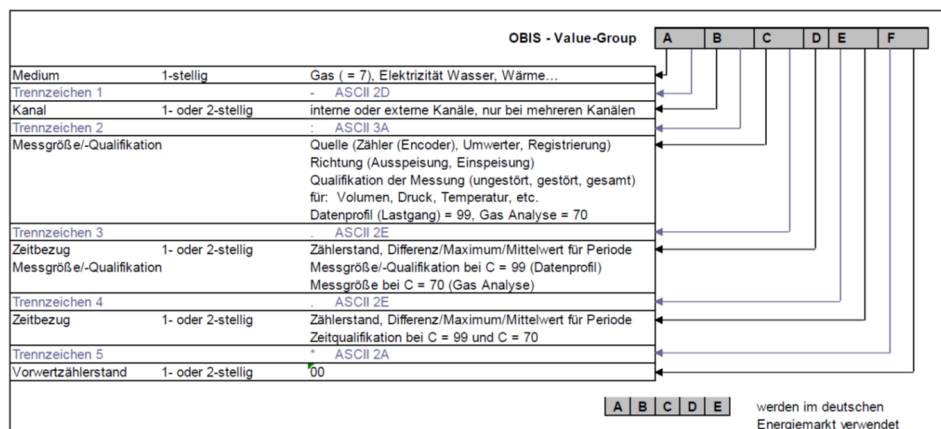 OBIS - Value-Group A B C D E F
Medium 1-stellig Gas ( = 7), Elektrizität Wasser, Wärme...
Trennzeichen 1 - ASCII 2D
Kanal 1- oder 2-stellig interne oder externe Kanäle, nur bei mehreren Kanälen
Trennzeichen 2 : ASCII 3A
Messgröße/-Qualifikation Quelle (Zähler (Encoder), Umwerter, Registrierung)
Richtung (Ausspeisung, Einspeisung)
Qualifikation der Messung (ungestört, gestört, gesamt)
für: Volumen, Druck, Temperatur, etc.
Datenprofil (Lastgang) = 99, Gas Analyse = 70
Trennzeichen 3 . ASCII 2E
Zeitbezug 1- oder 2-stellig Zählerstand, Differenz/Maximum/Mittelwert für Periode
Messgröße/-Qualifikation Messgröße/-Qualifikation bei C = 99 (Datenprofil)
Messgröße bei C = 70 (Gas Analyse)
Trennzeichen 4 . ASCII 2E
Zeitbezug 1- oder 2-stellig Zählerstand, Differenz/Maximum/Mittelwert für Periode
Zeitqualifikation bei C = 99 und C = 70
Trennzeichen 5 * ASCII 2A
Vorwertzählerstand 1- oder 2-stellig 00
A B C D E werden im deutschen
Energiemarkt verwendet